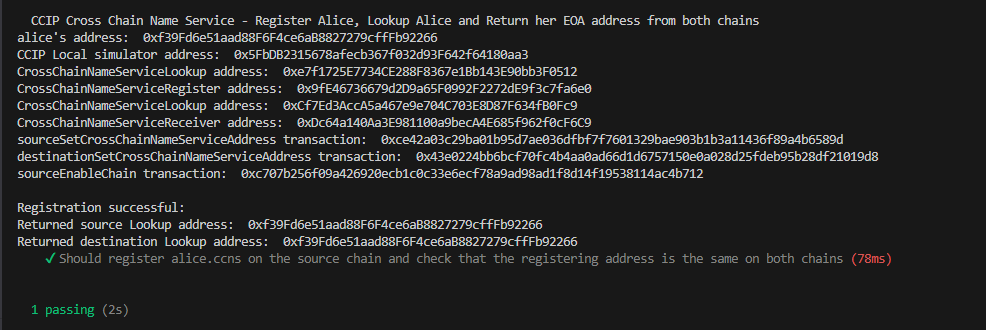 CCIP Cross Chain Name Service - Register Alice, Lookup Alice and Return her EOA address from both chains
alice's address:  0xf39Fd6e51aad88F6F4ce6aB8827279cffFb92266
CCIP Local simulator address:  0x5FbDB2315678afecb367f032d93F642f64180aa3
CrossChainNameServiceLookup address:  0xe7f1725E7734CE288F8367e1Bb143E90bb3F0512
CrossChainNameServiceRegister address:  0x9fE46736679d2D9a65F0992F2272dE9f3c7fa6e0
CrossChainNameServiceLookup address:  0xCf7Ed3AccA5a467e9e704C703E8D87F634fB0Fc9
CrossChainNameServiceReceiver address:  0xDc64a140Aa3E981100a9becA4E685f962f0cF6C9
sourceSetCrossChainNameServiceAddress transaction:  0xce42a03c29ba01b95d7ae036dfbf7f7601329bae903b1b3a11436f89a4b6589d
destinationSetCrossChainNameServiceAddress transaction:  0x43e0224bb6bcf70fc4b4aa0ad66d1d6757150e0a028d25fdeb95b28df21019d8
sourceEnableChain transaction:  0xc707b256f09a426920ecb1c0c33e6ecf78a9ad98ad1f8d14f19538114ac4b712
Registration successful:
Returned source Lookup address:  0xf39Fd6e51aad88F6F4ce6aB8827279cffFb92266
Returned destination Lookup address:  0xf39Fd6e51aad88F6F4ce6aB8827279cffFb92266
✓ Should register alice.ccns on the source chain and check that the registering address is the same on both chains (78ms)
1 passing (2s)